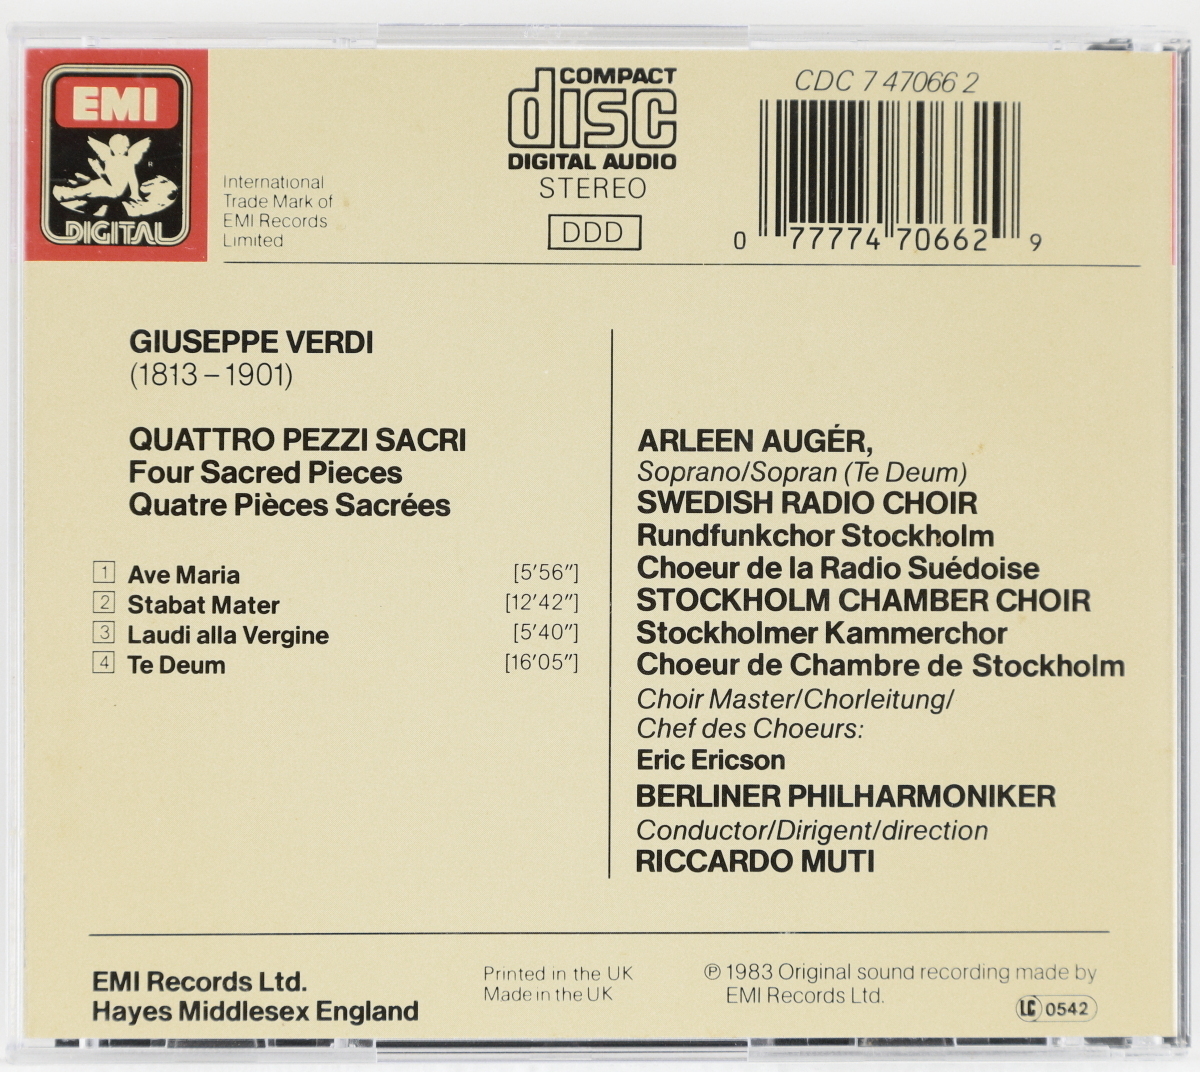 EMI
DIGITAL
International
Trade Mark of
EMI Records
Limited
COMPACT
disc
DIGITAL AUDIO
STEREO
DDD
CDC 7 47066 2
0 77774 70662 9
GIUSEPPE VERDI
(1813 – 1901)
QUATTRO PEZZI SACRI
Four Sacred Pieces
Quatre Pièces Sacrées
1 Ave Maria [5'56"]
2 Stabat Mater [12'42"]
3 Laudi alla Vergine [5'40"]
4 Te Deum [16'05"]
ARLEEN AUGÉR,
Soprano/Sopran (Te Deum)
SWEDISH RADIO CHOIR
Rundfunkchor Stockholm
Choeur de la Radio Suédoise
STOCKHOLM CHAMBER CHOIR
Stockholmer Kammerchor
Choeur de Chambre de Stockholm
Choir Master/Chorleitung/
Chef des Choeurs:
Eric Ericson
BERLINER PHILHARMONIKER
Conductor/Dirigent/direction
RICCARDO MUTI
EMI Records Ltd.
Hayes Middlesex England
Printed in the UK
Made in the UK
℗ 1983 Original sound recording made by
EMI Records Ltd.
LC 0542